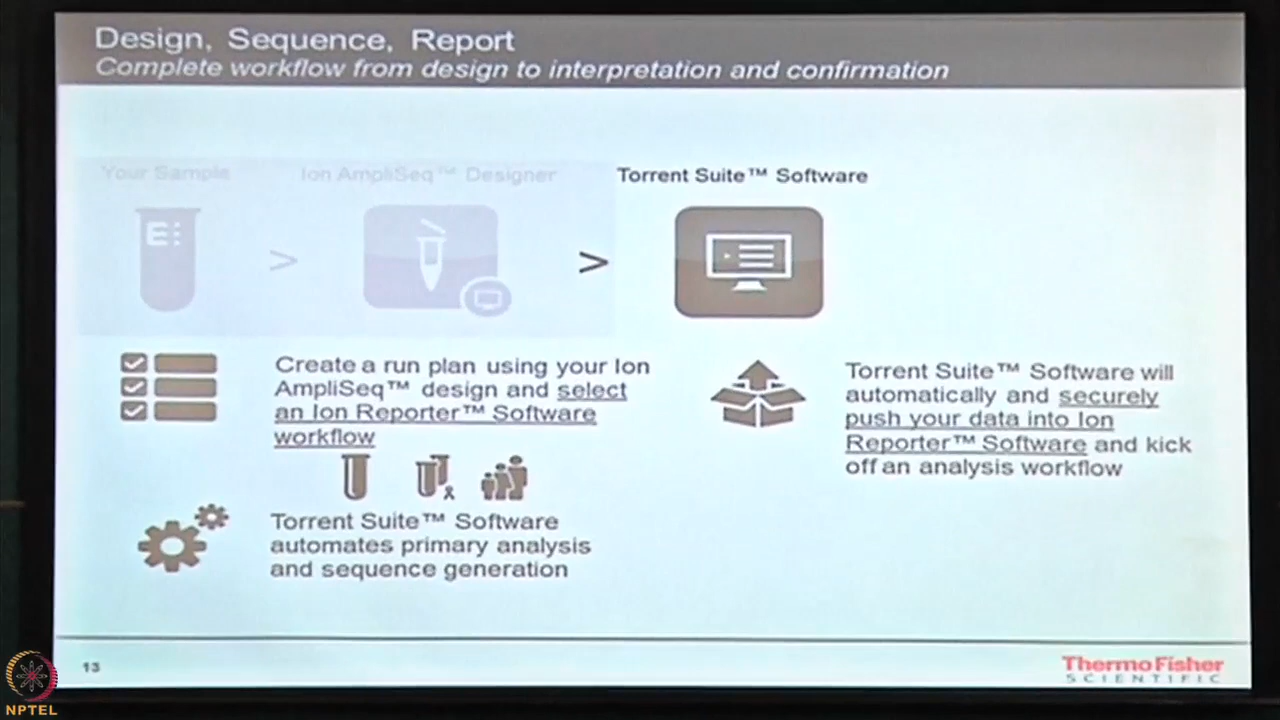 Design, Sequence, Report
Complete workflow from design to interpretation and confirmation
Your Sample
Ion AmpliSeq™ Designer
Torrent Suite™ Software
>
>
Create a run plan using your Ion
AmpliSeq™ design and select
an Ion Reporter™ Software
workflow
Torrent Suite™ Software
automates primary analysis
and sequence generation
Torrent Suite™ Software will
automatically and securely
push your data into Ion
Reporter™ Software and kick
off an analysis workflow
13
ThermoFisher
SCIENTIFIC
NPTEL